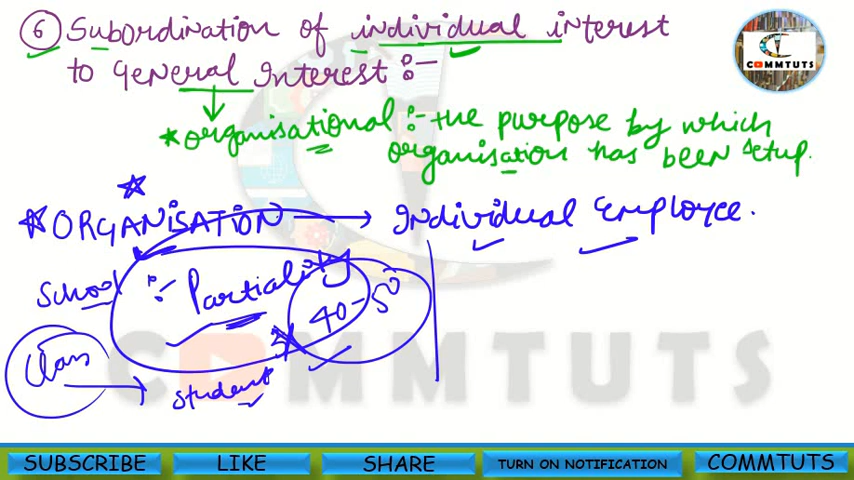 6 Subordination of individual interest
to General Interest :-
COMMTUTS
*organisational :- the purpose by which
organisation has been setup.
*ORGANISATION → Individual Employee.
School :- Partiality
40-50
Class → student
COMMTUTS
SUBSCRIBE LIKE SHARE TURN ON NOTIFICATION COMMTUTS